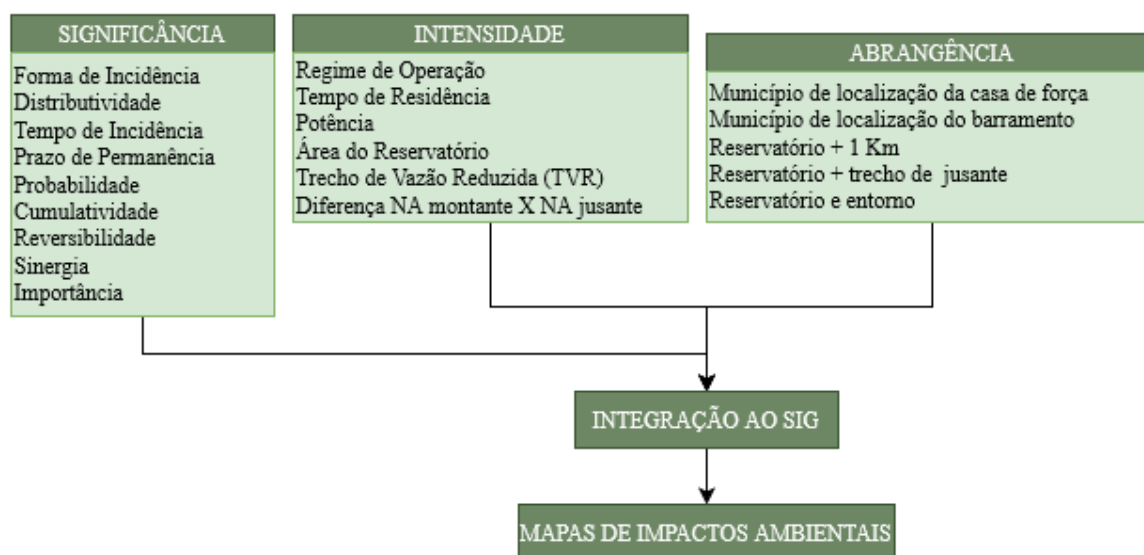 SIGNIFICÂNCIA
Forma de Incidência
Distributividade
Tempo de Incidência
Prazo de Permanência
Probabilidade
Cumulatividade
Reversibilidade
Sinergia
Importância
INTENSIDADE
Regime de Operação
Tempo de Residência
Potência
Área do Reservatório
Trecho de Vazão Reduzida (TVR)
Diferença NA montante X NA jusante
ABRANGÊNCIA
Município de localização da casa de força
Município de localização do barramento
Reservatório + 1 Km
Reservatório + trecho de jusante
Reservatório e entorno
INTEGRAÇÃO AO SIG
MAPAS DE IMPACTOS AMBIENTAIS